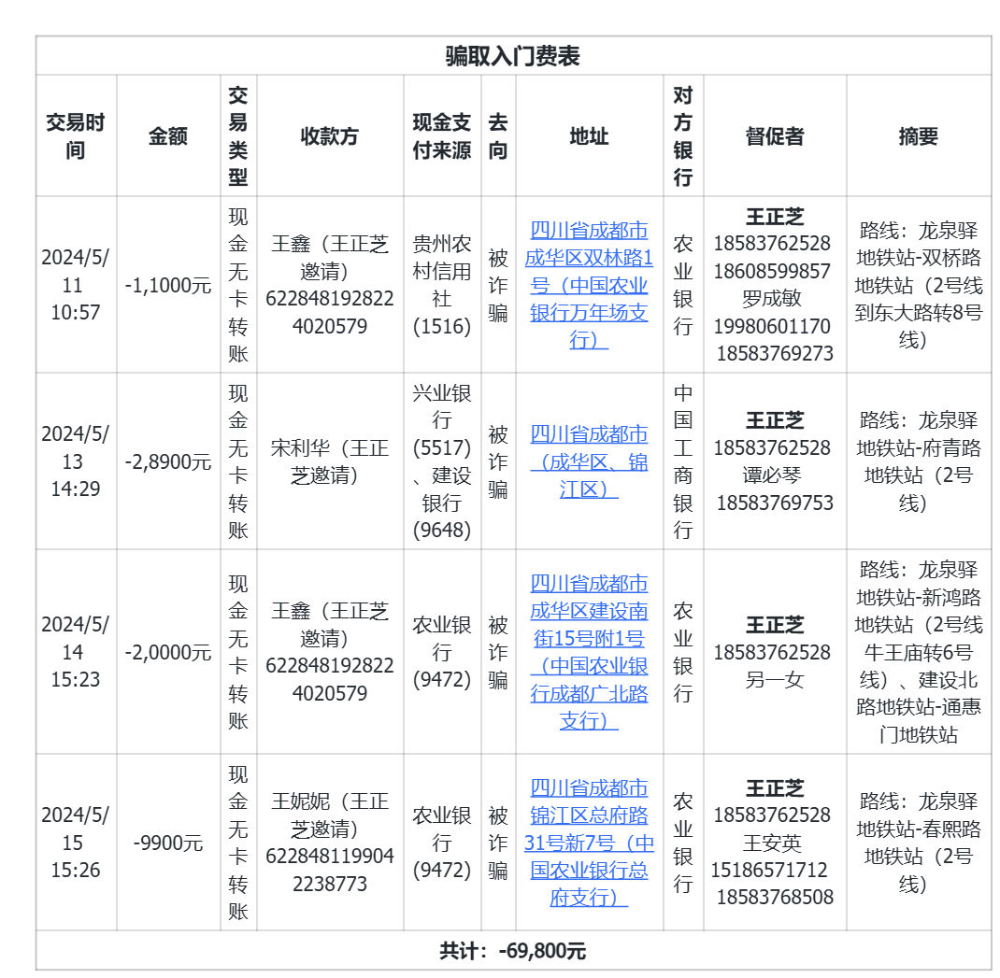 骗取入门费表
交易时
间
金额
交
易
类
型
收款方
现金支
付来源
去
向
地址
对
方
银
行
督促者
摘要
2024/5/
11
10:57
-1,1000元
现
金
无
卡
转
账
王鑫（王正芝
邀请）
622848192822
4020579
贵州农
村信用
社
(1516)
被
诈
骗
四川省成都市
成华区双林路1
号（中国农业
银行万年场支
行）
农
业
银
行
王正芝
18583762528
18608599857
罗成敏
19980601170
18583769273
路线：龙泉驿
地铁站-双桥路
地铁站（2号线
到东大路转8号
线）
2024/5/
13
14:29
-2,8900元
现
金
无
卡
转
账
宋利华（王正
芝邀请）
兴业银
行
(5517)
、建设
银行
(9648)
被
诈
骗
四川省成都市
（成华区、锦
江区）
中
国
工
商
银
行
王正芝
18583762528
谭必琴
18583769753
路线：龙泉驿
地铁站-府青路
地铁站（2号
线）
2024/5/
14
15:23
-2,0000元
现
金
无
卡
转
账
王鑫（王正芝
邀请）
622848192822
4020579
农业银
行
(9472)
被
诈
骗
四川省成都市
成华区建设南
街15号附1号
（中国农业银
行成都广北路
支行）
农
业
银
行
王正芝
18583762528
另一女
路线：龙泉驿
地铁站-新鸿路
地铁站（2号线
牛王庙转6号
线）、建设北
路地铁站-通惠
门地铁站
2024/5/
15
15:26
-9900元
现
金
无
卡
转
账
王妮妮（王正
芝邀请）
622848119904
2238773
农业银
行
(9472)
被
诈
骗
四川省成都市
锦江区总府路
31号新7号（中
国农业银行总
府支行）
农
业
银
行
王正芝
18583762528
王安英
15186571712
18583768508
路线：龙泉驿
地铁站-春熙路
地铁站（2号
线）
共计：-69,800元